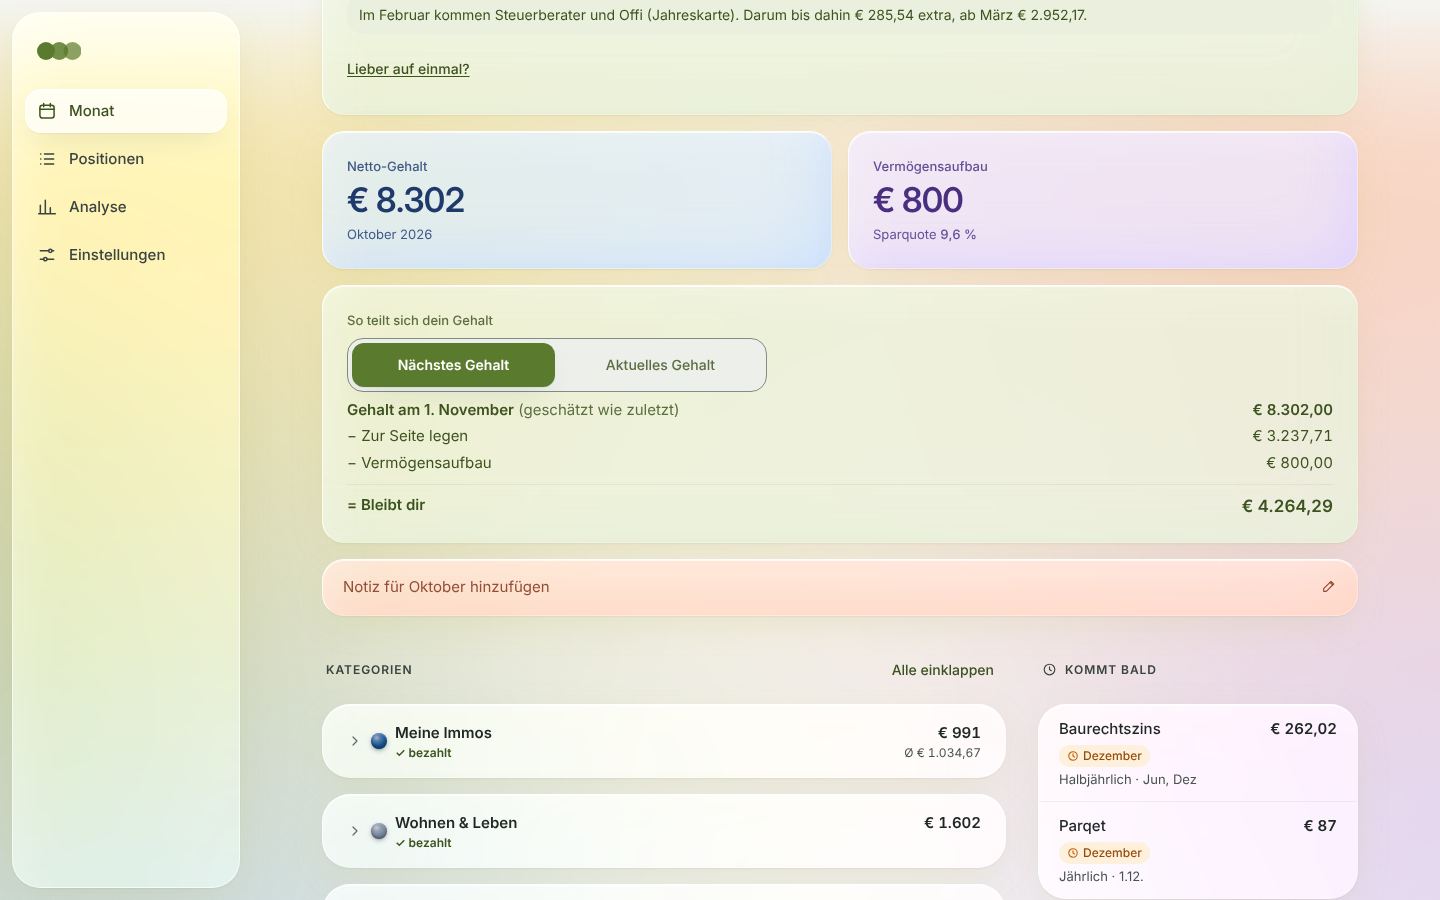 Im Februar kommen Steuerberater und Offi (Jahreskarte). Darum bis dahin € 285,54 extra, ab März € 2.952,17.
Lieber auf einmal?
Monat
Positionen
Analyse
Einstellungen
Netto-Gehalt
€ 8.302
Oktober 2026
Vermögensaufbau
€ 800
Sparquote 9,6 %
So teilt sich dein Gehalt
Nächstes Gehalt
Aktuelles Gehalt
Gehalt am 1. November (geschätzt wie zuletzt) € 8.302,00
− Zur Seite legen € 3.237,71
− Vermögensaufbau € 800,00
= Bleibt dir € 4.264,29
Notiz für Oktober hinzufügen
KATEGORIEN
Alle einklappen
Meine Immos € 991
✓ bezahlt Ø € 1.034,67
Wohnen & Leben € 1.602
✓ bezahlt
KOMMT BALD
Baurechtszins € 262,02
Dezember
Halbjährlich · Jun, Dez
Parqet € 87
Dezember
Jährlich · 1.12.